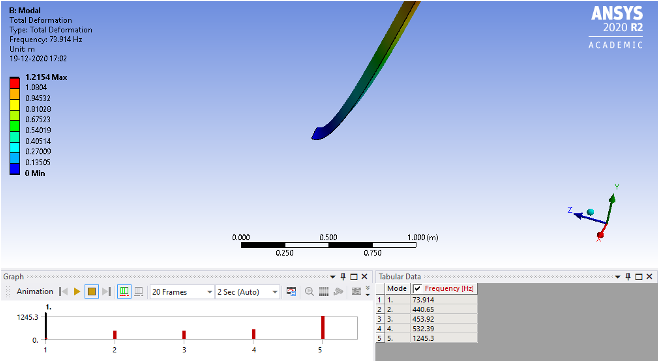 B: Modal
Total Deformation
Type: Total Deformation
Frequency: 73.914 Hz
Unit: m
19-12-2020 17:02
1.2154 Max
1.0804
0.94532
0.81028
0.67523
0.54019
0.40514
0.27009
0.13505
0 Min
ANSYS
2020 R2
ACADEMIC
Y
Z
X
0.000
0.500
1.000 (m)
0.250
0.750
Graph
Animation
20 Frames
2 Sec (Auto)
1.
1245.3
0.
1
2
3
4
5
Tabular Data
Mode
Frequency [Hz]
1 1. 73.914
2 2. 440.65
3 3. 453.92
4 4. 532.39
5 5. 1245.3